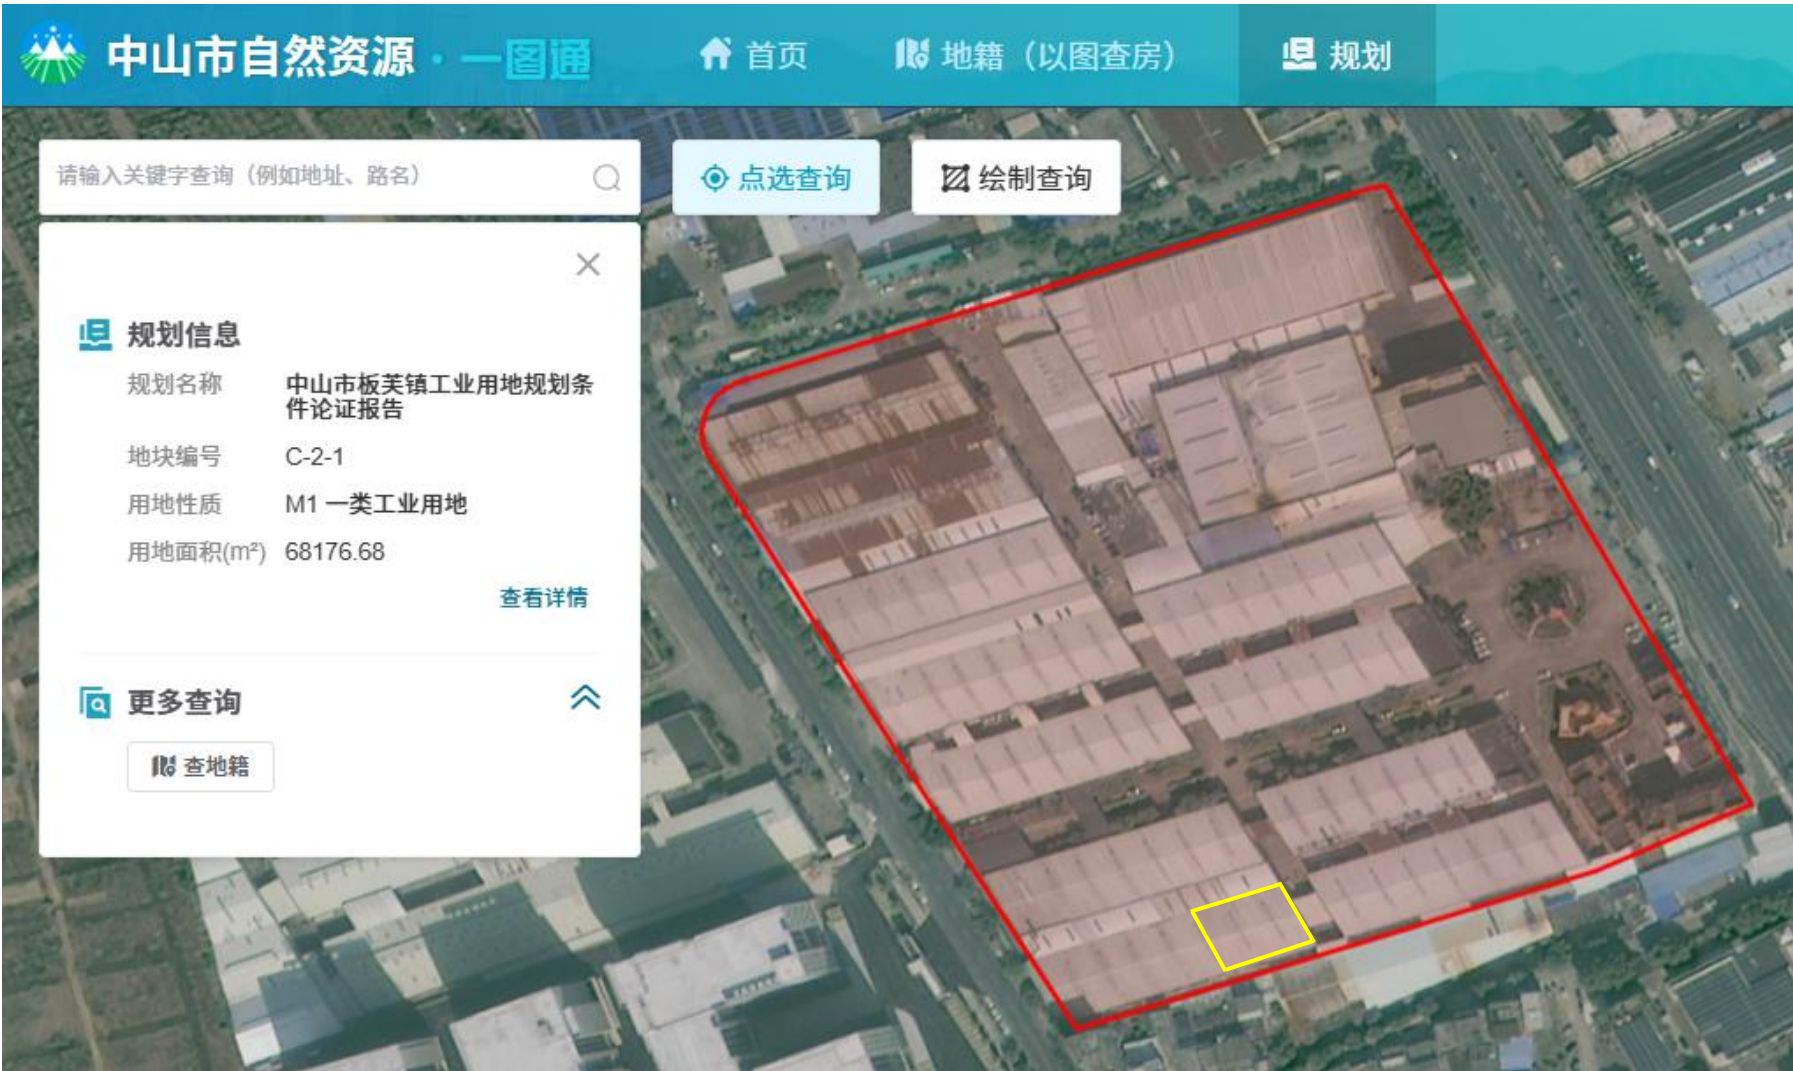 中山市自然资源·一图通
首页
地籍（以图查房）
规划
请输入关键字查询（例如地址、路名）
点选查询
绘制查询
规划信息
规划名称 中山市板芙镇工业用地规划条
件论证报告
地块编号 C-2-1
用地性质 M1 一类工业用地
用地面积(m²) 68176.68
查看详情
更多查询
查地籍